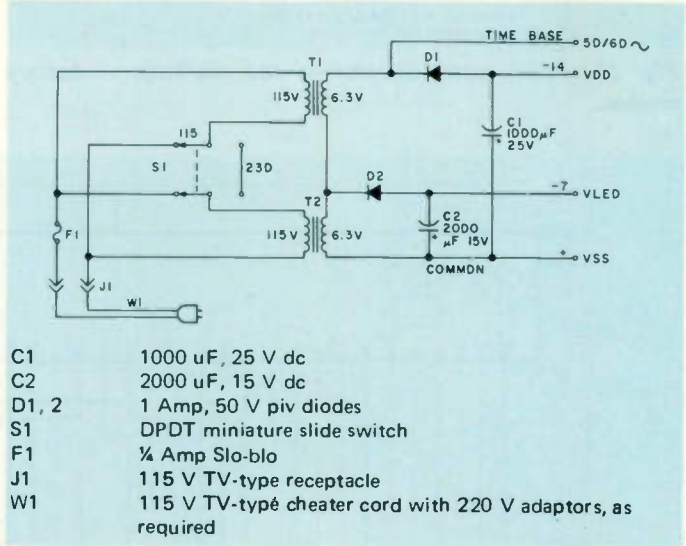 TIME BASE
50/60 ~
T1
D1
-14
VDD
115V
6.3V
C1
1000µF
25V
+
115
S1
230
D2
-7
VLED
T2
C2
2000
µF 15V
+
115V
6.3V
F1
+
VSS
COMMON
J1
W1
C1 1000 uF, 25 V dc
C2 2000 uF, 15 V dc
D1, 2 1 Amp, 50 V piv diodes
S1 DPDT miniature slide switch
F1 ¼ Amp Slo-blo
J1 115 V TV-type receptacle
W1 115 V TV-type cheater cord with 220 V adaptors, as
required